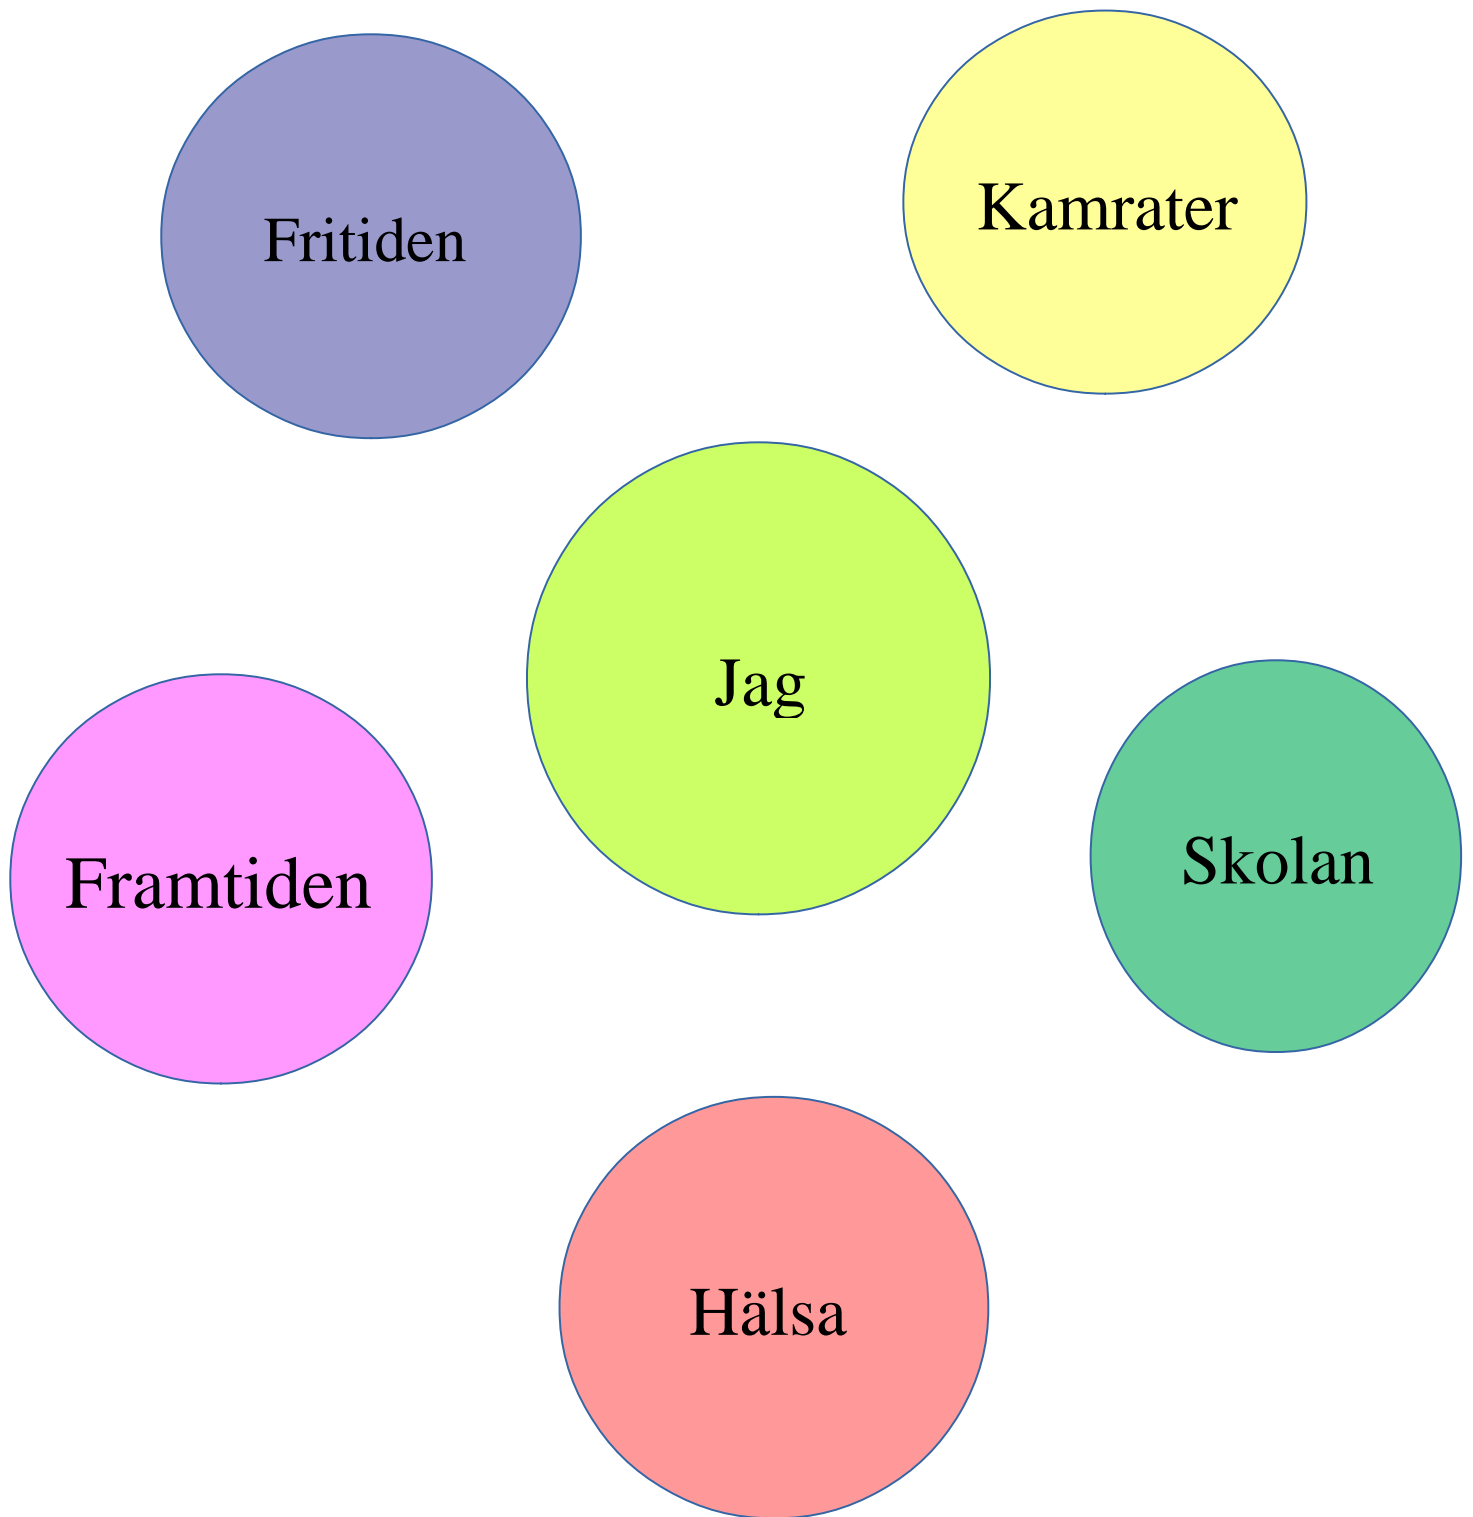 Fritiden
Kamrater
Jag
Framtiden
Skolan
Hälsa